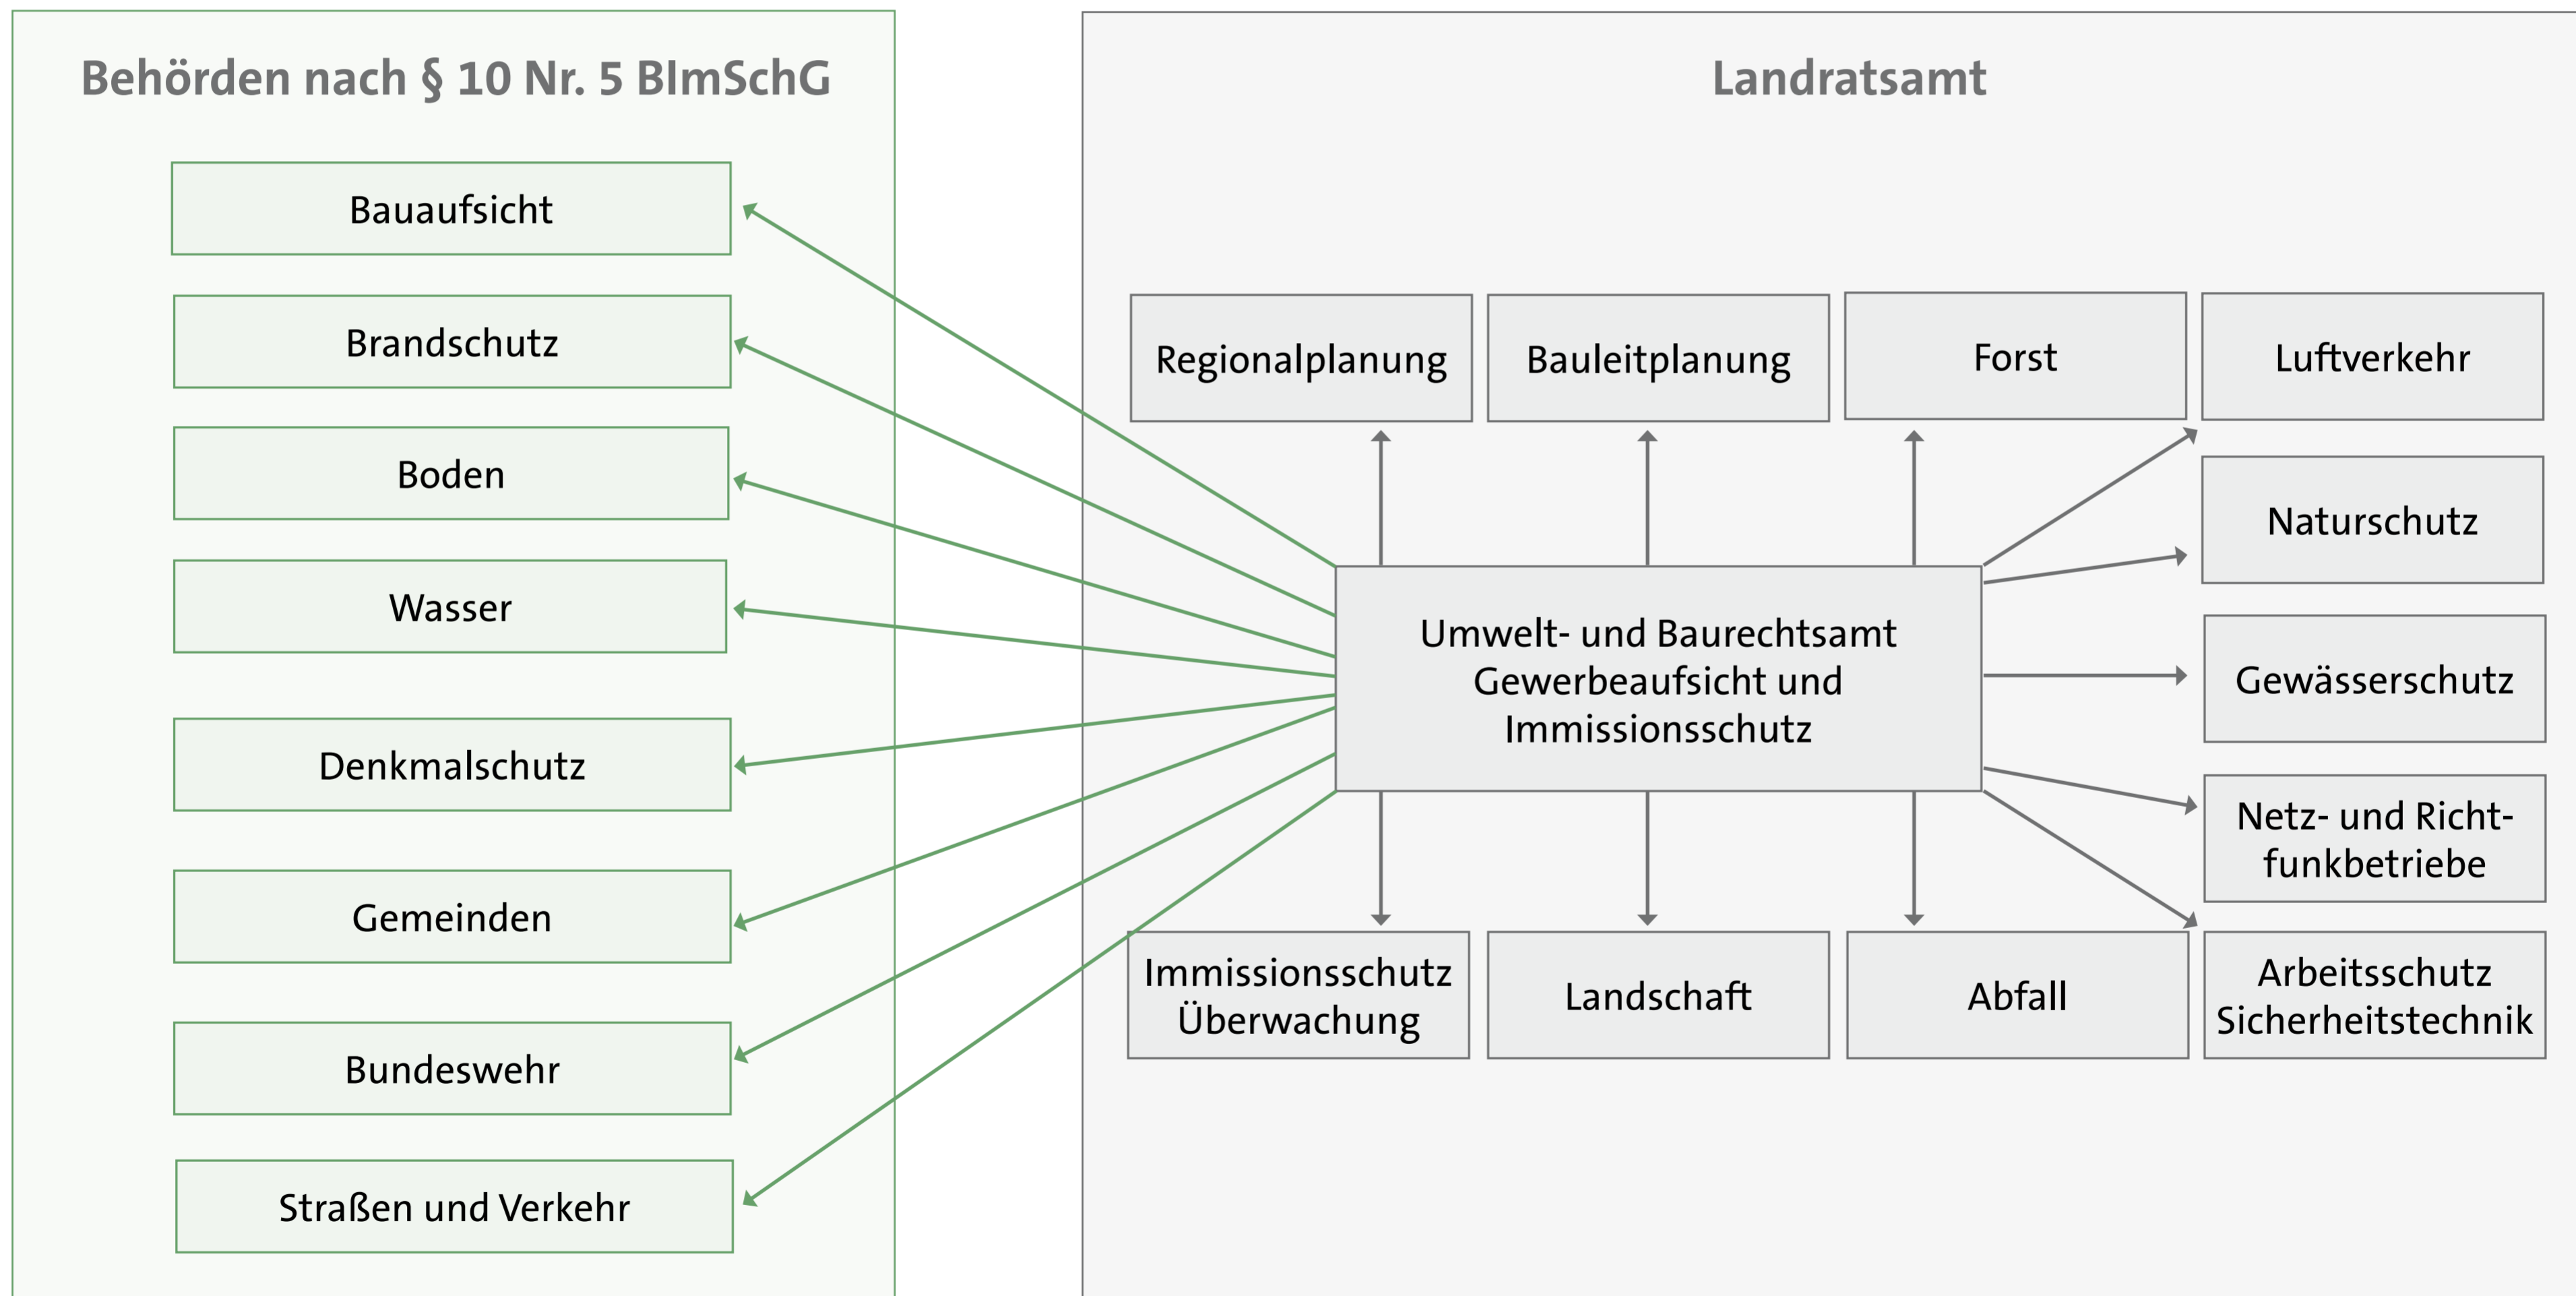 Behörden nach § 10 Nr. 5 BImSchG
Bauaufsicht
Brandschutz
Boden
Wasser
Denkmalschutz
Gemeinden
Bundeswehr
Straßen und Verkehr
Landratsamt
Regionalplanung
Bauleitplanung
Forst
Luftverkehr
Naturschutz
Umwelt- und Baurechtsamt
Gewerbeaufsicht und
Immissionsschutz
Gewässerschutz
Netz- und Richt-
funkbetriebe
Immissionsschutz
Überwachung
Landschaft
Abfall
Arbeitsschutz
Sicherheitstechnik